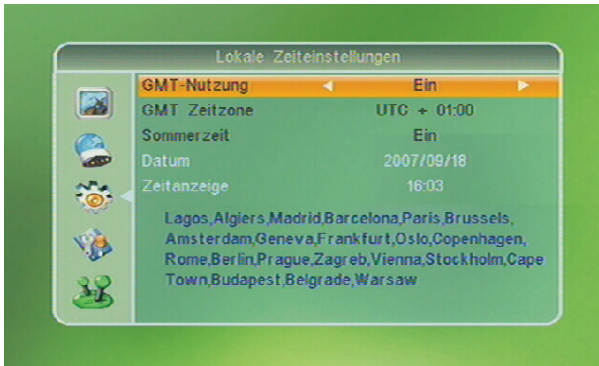 Lokale Zeiteinstellungen
GMT-Nutzung Ein
GMT Zeitzone UTC + 01:00
Sommerzeit Ein
Datum 2007/09/18
Zeitanzeige 16:03
Lagos,Algiers,Madrid,Barcelona,Paris,Brussels,
Amsterdam,Geneva,Frankfurt,Oslo,Copenhagen,
Rome,Berlin,Prague,Zagreb,Vienna,Stockholm,Cape
Town,Budapest,Belgrade,Warsaw